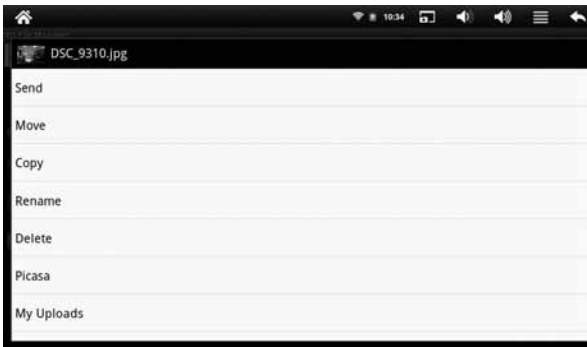 10:34
DSC_9310.jpg
Send
Move
Copy
Rename
Delete
Picasa
My Uploads